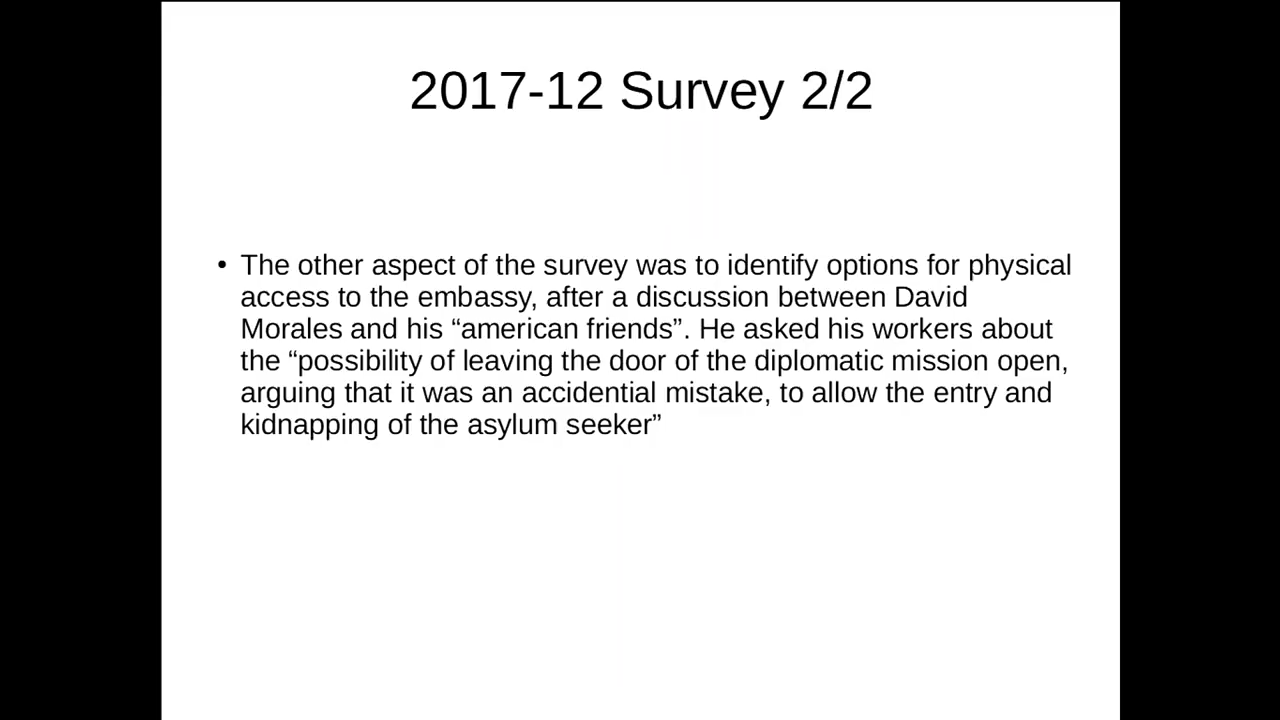 2017-12 Survey 2/2
• The other aspect of the survey was to identify options for physical
access to the embassy, after a discussion between David
Morales and his “american friends”. He asked his workers about
the “possibility of leaving the door of the diplomatic mission open,
arguing that it was an accidental mistake, to allow the entry and
kidnapping of the asylum seeker”